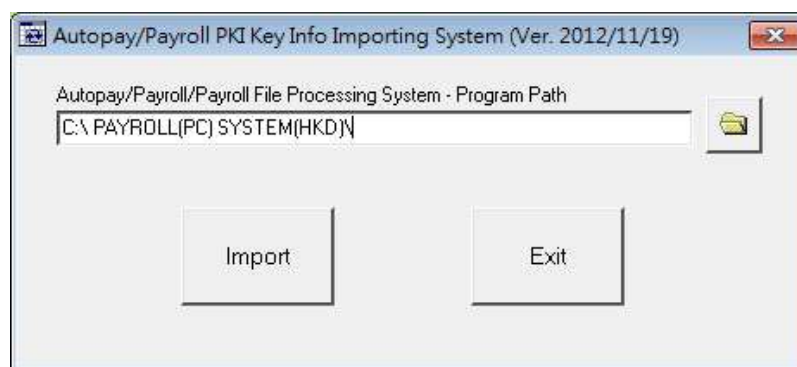 Autopay/Payroll PKI Key Info Importing System (Ver. 2012/11/19)
Autopay/Payroll/Payroll File Processing System - Program Path
C:\ PAYROLL(PC) SYSTEM(HKD)\
Import
Exit